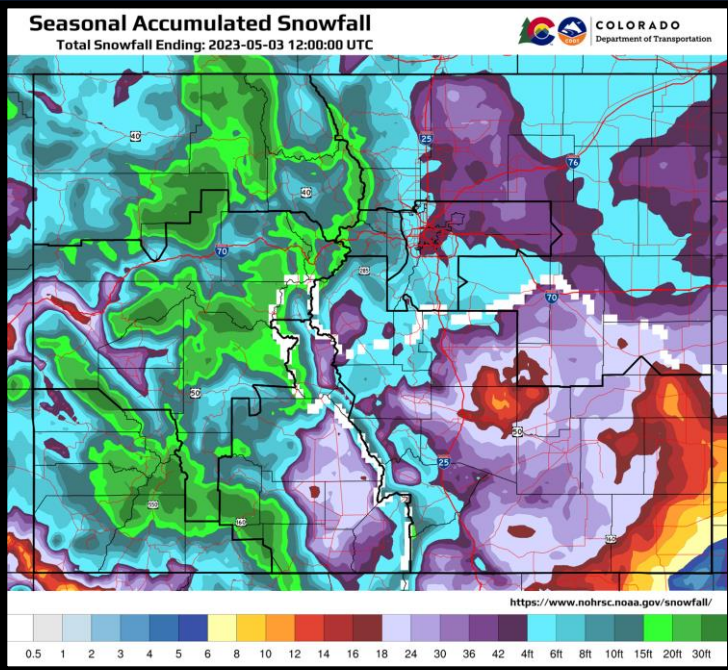 Seasonal Accumulated Snowfall
Total Snowfall Ending: 2023-05-03 12:00:00 UTC
COLORADO
Department of Transportation
40
25
76
40
70
285
70
50
50
25
160
160
https://www.nohrsc.noaa.gov/snowfall/
0.5 1 2 3 4 5 6 8 10 12 14 16 18 24 30 36 42 4ft 6ft 8ft 10ft 15ft 20ft 30ft